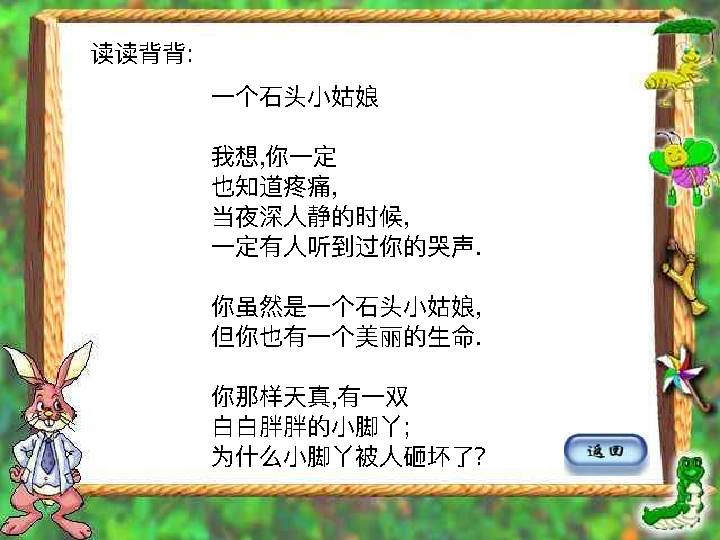 读读背背:
一个石头小姑娘
我想,你一定
也知道疼痛,
当夜深人静的时候,
一定有人听到过你的哭声.
你虽然是一个石头小姑娘,
但你也有一个美丽的生命.
你那样天真,有一双
白白胖胖的小脚丫;
为什么小脚丫被人砸坏了?
返回